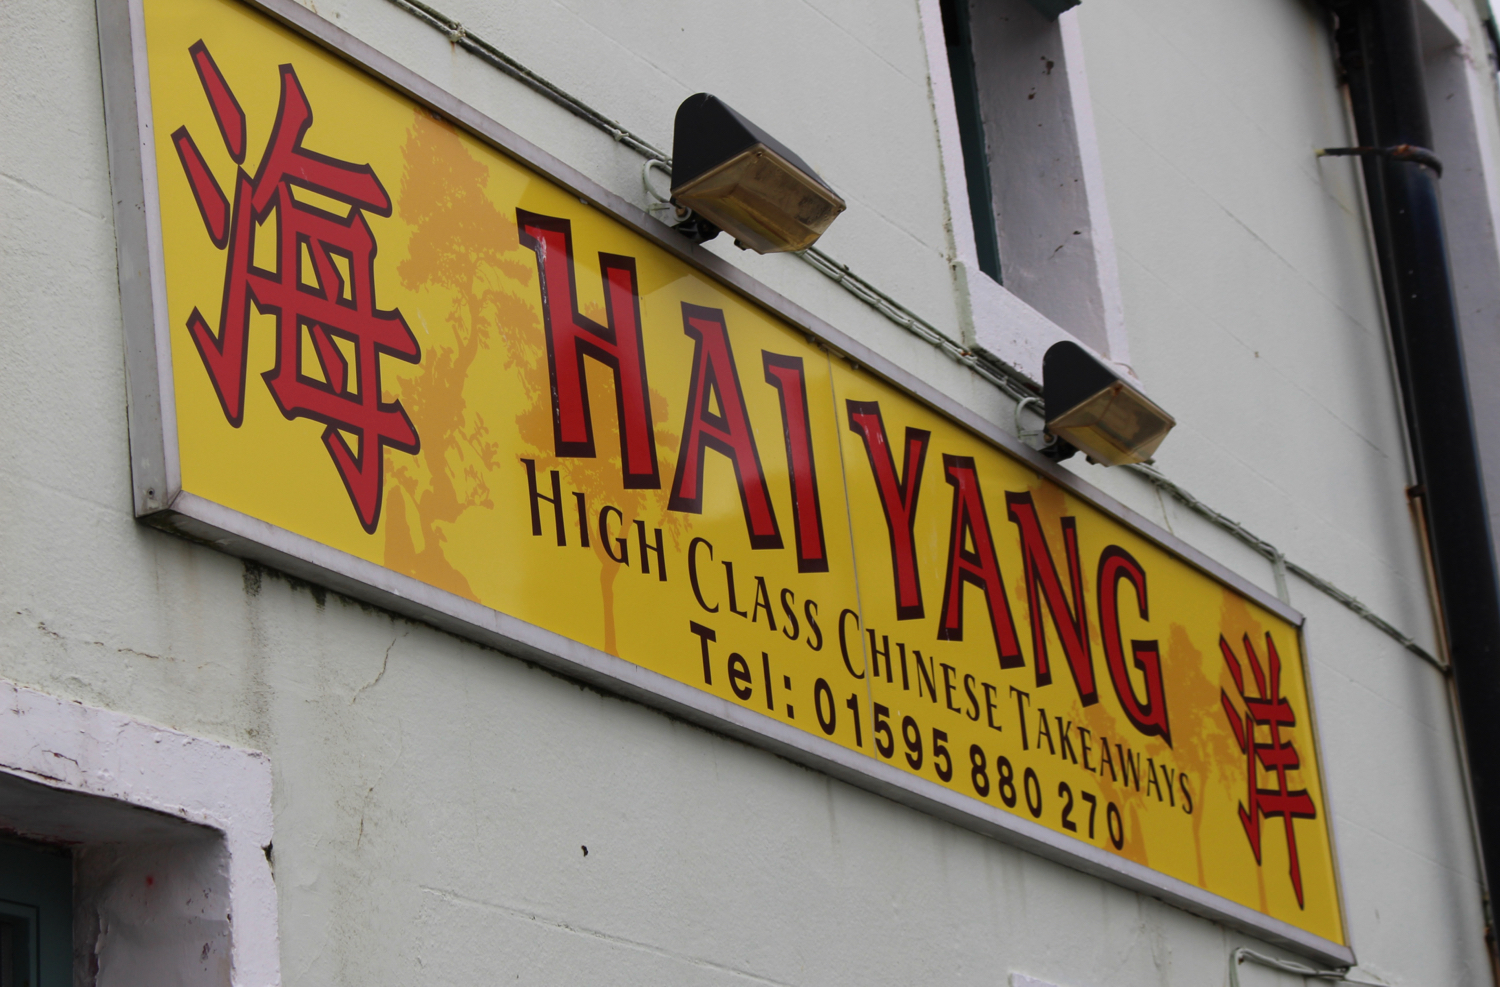 海 HAI YANG 洋
HIGH CLASS CHINESE TAKEAWAYS
Tel: 01595 880 270